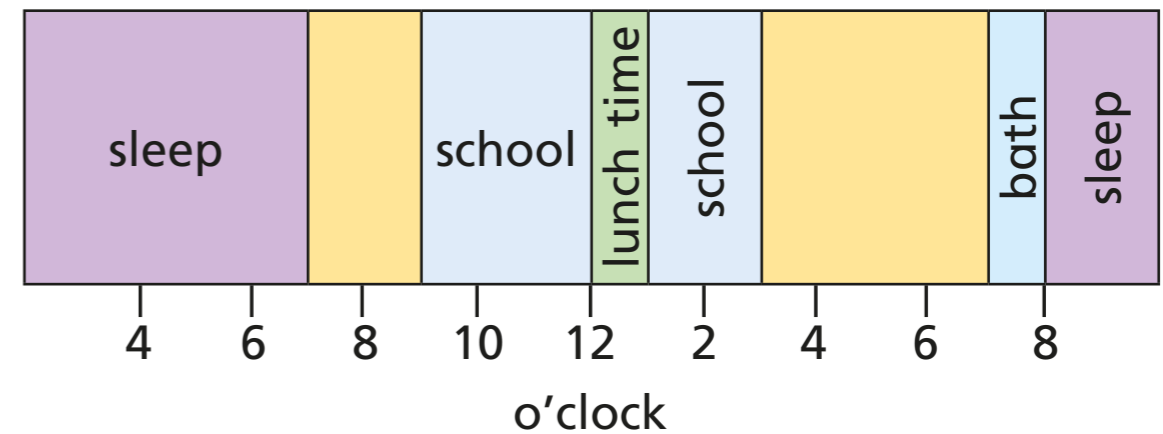 sleep
school
lunch time
school
bath
sleep
4 6 8 10 12 2 4 6 8
o'clock